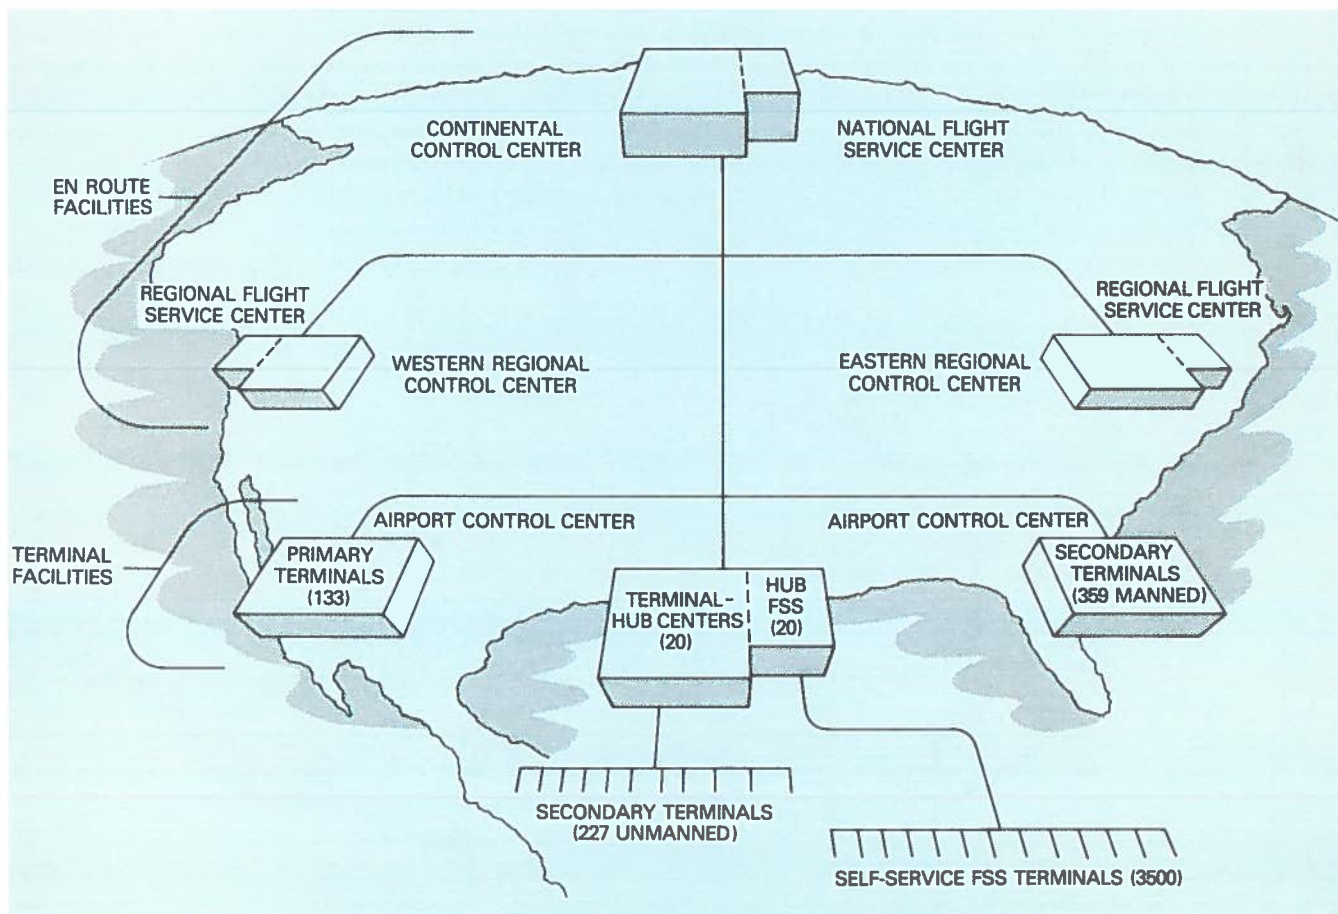 CONTINENTAL
CONTROL CENTER
NATIONAL FLIGHT
SERVICE CENTER
EN ROUTE
FACILITIES
REGIONAL FLIGHT
SERVICE CENTER
WESTERN REGIONAL
CONTROL CENTER
REGIONAL FLIGHT
SERVICE CENTER
EASTERN REGIONAL
CONTROL CENTER
TERMINAL
FACILITIES
AIRPORT CONTROL CENTER
PRIMARY
TERMINALS
(133)
TERMINAL-
HUB CENTERS
(20)
HUB
FSS
(20)
AIRPORT CONTROL CENTER
SECONDARY
TERMINALS
(359 MANNED)
SECONDARY TERMINALS
(227 UNMANNED)
SELF-SERVICE FSS TERMINALS (3500)